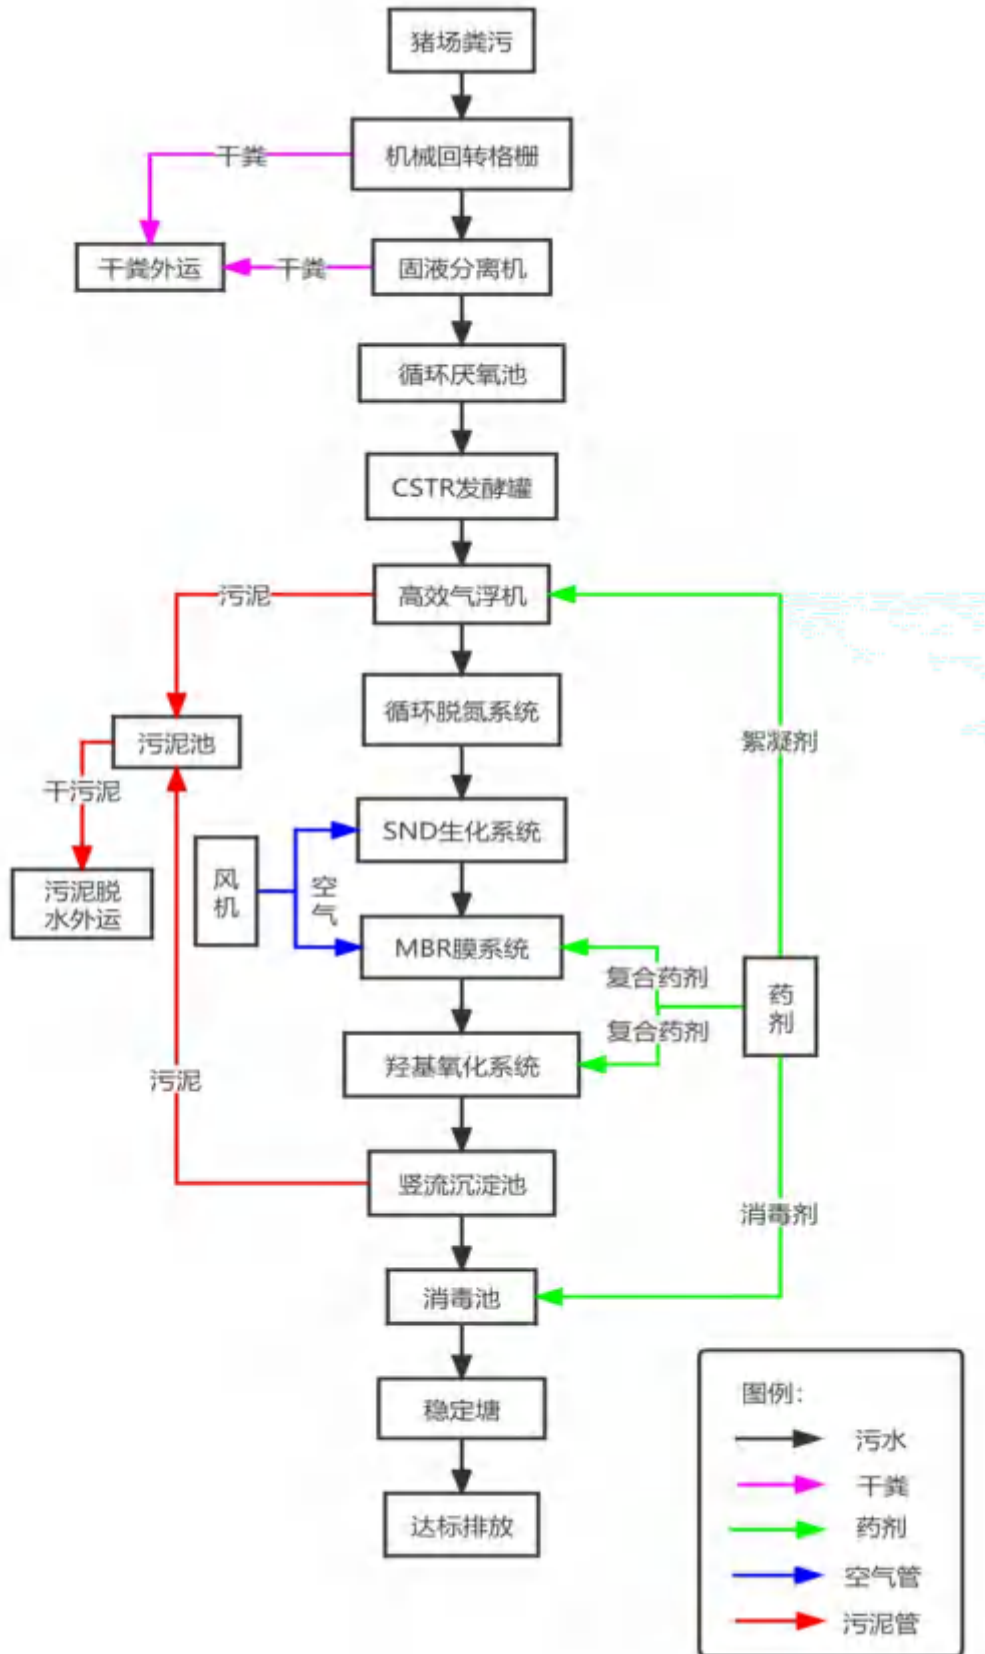 猪场粪污
机械回转格栅
干粪
干粪外运
干粪
固液分离机
循环厌氧池
CSTR发酵罐
高效气浮机
污泥
循环脱氮系统
污泥池
絮凝剂
干污泥
SND生化系统
风
机
空
气
污泥脱
水外运
MBR膜系统
复合药剂
药
剂
复合药剂
羟基氧化系统
污泥
竖流沉淀池
消毒剂
消毒池
稳定塘
达标排放
图例：
污水
干粪
药剂
空气管
污泥管